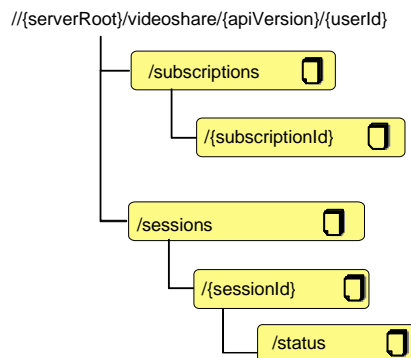 //{serverRoot}/videoshare/{apiVersion}/{userId}
/subscriptions
/{subscriptionId}
/sessions
/{sessionId}
/status